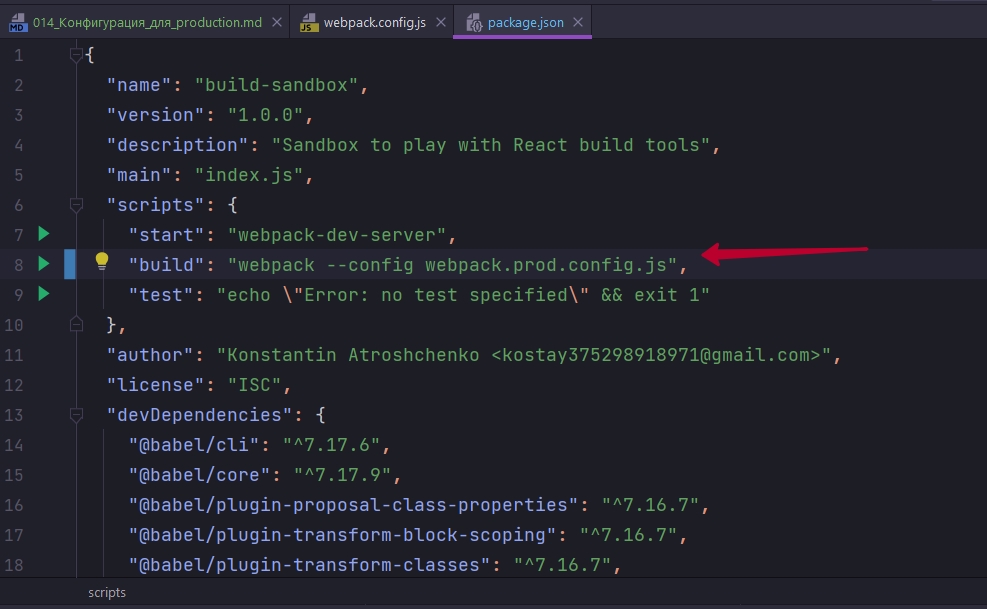 014_Конфигурация_для_production.md webpack.config.js package.json
1 {
2 "name": "build-sandbox",
3 "version": "1.0.0",
4 "description": "Sandbox to play with React build tools",
5 "main": "index.js",
6 "scripts": {
7 "start": "webpack-dev-server",
8 "build": "webpack --config webpack.prod.config.js",
9 "test": "echo \"Error: no test specified\" && exit 1"
10 },
11 "author": "Konstantin Atroshchenko <kostay375298918971@gmail.com>",
12 "license": "ISC",
13 "devDependencies": {
14 "@babel/cli": "^7.17.6",
15 "@babel/core": "^7.17.9",
16 "@babel/plugin-proposal-class-properties": "^7.16.7",
17 "@babel/plugin-transform-block-scoping": "^7.16.7",
18 "@babel/plugin-transform-classes": "^7.16.7",
scripts